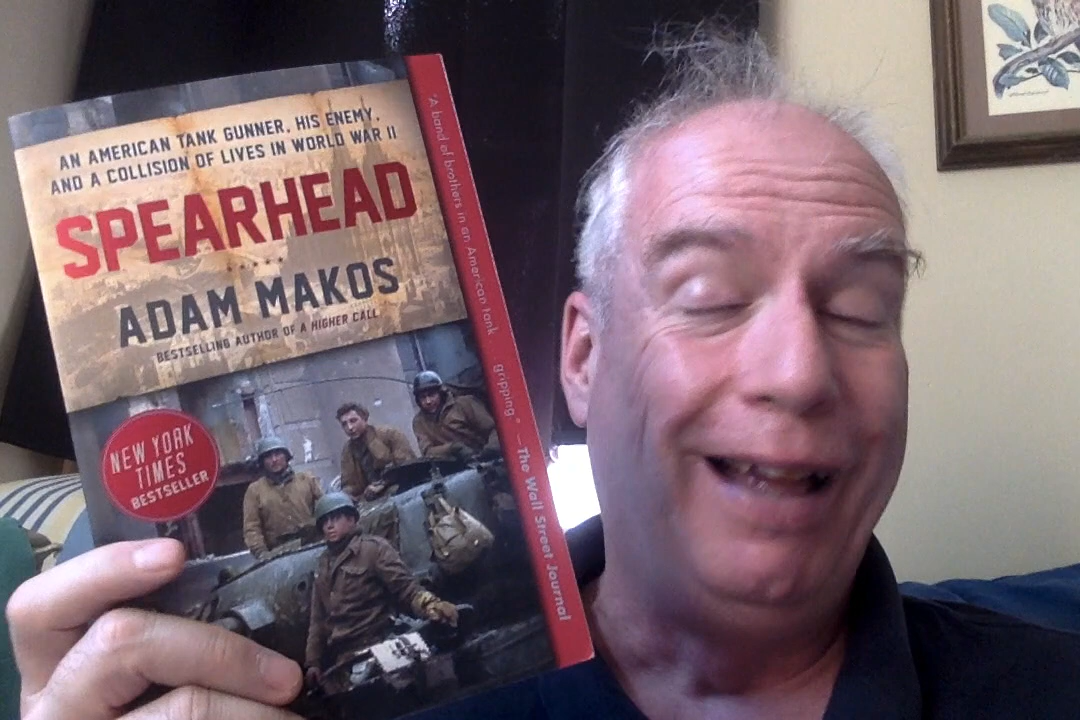 AN AMERICAN TANK GUNNER, HIS ENEMY,
AND A COLLISION OF LIVES IN WORLD WAR II
SPEARHEAD
ADAM MAKOS
BESTSELLING AUTHOR OF A HIGHER CALL
NEW YORK
TIMES
BESTSELLER
"A band of brothers in an American tank . . . gripping." —The Wall Street Journal